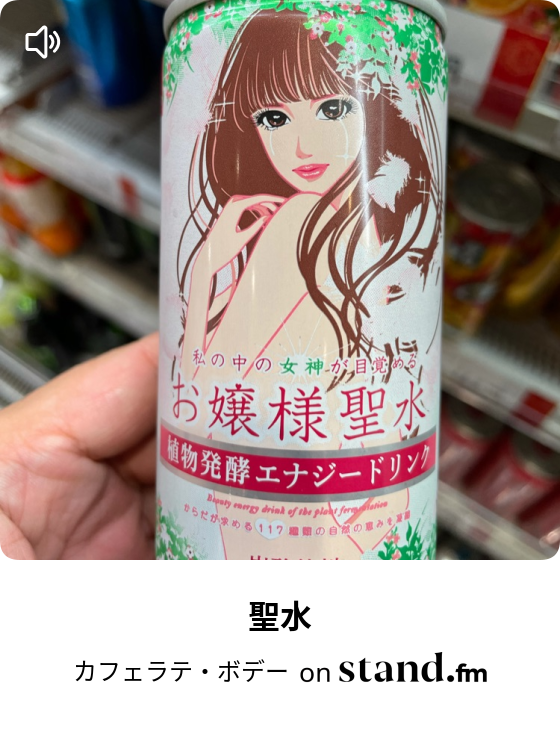 私の中の女神が目覚める
お嬢様聖水
植物発酵エナジードリンク
Beauty energy drink of the plant fermentation
からだが求める117種類の自然の恵みを凝縮
聖水
カフェラテ・ボデー on stand.fm